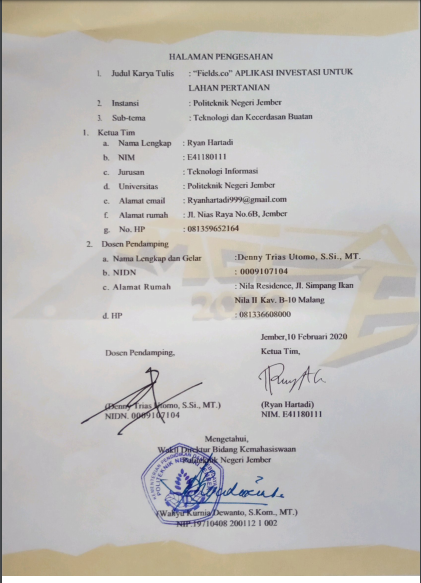 HALAMAN PENGESAHAN
1. Judul Karya Tulis : "Fields.co" APLIKASI INVESTASI UNTUK
LAHAN PERTANIAN
2. Instansi : Politeknik Negeri Jember
3. Sub-tema : Teknologi dan Kecerdasan Buatan
1. Ketua Tim
a. Nama Lengkap : Ryan Hartadi
b. NIM : E41180111
c. Jurusan : Teknologi Informasi
d. Universitas : Politeknik Negeri Jember
e. Alamat email : Ryanhartadi999@gmail.com
f. Alamat rumah : Jl. Nias Raya No.6B, Jember
g. No. HP : 081359652164
2. Dosen Pendamping
a. Nama Lengkap dan Gelar :Denny Trias Utomo, S.Si., MT.
b. NIDN : 0009107104
c. Alamat Rumah : Nila Residence, Jl. Simpang Ikan
Nila II Kav. B-10 Malang
d. HP : 081336608000
Jember,10 Februari 2020
Dosen Pendamping, Ketua Tim,
(Denny Trias Utomo, S.Si., MT.) (Ryan Hartadi)
NIDN. 0009107104 NIM. E41180111
Mengetahui,
Wakil Direktur Bidang Kemahasiswaan
Politeknik Negeri Jember
(Wahyu Kurnia Dewanto, S.Kom., MT.)
NIP.19710408 200112 1 002